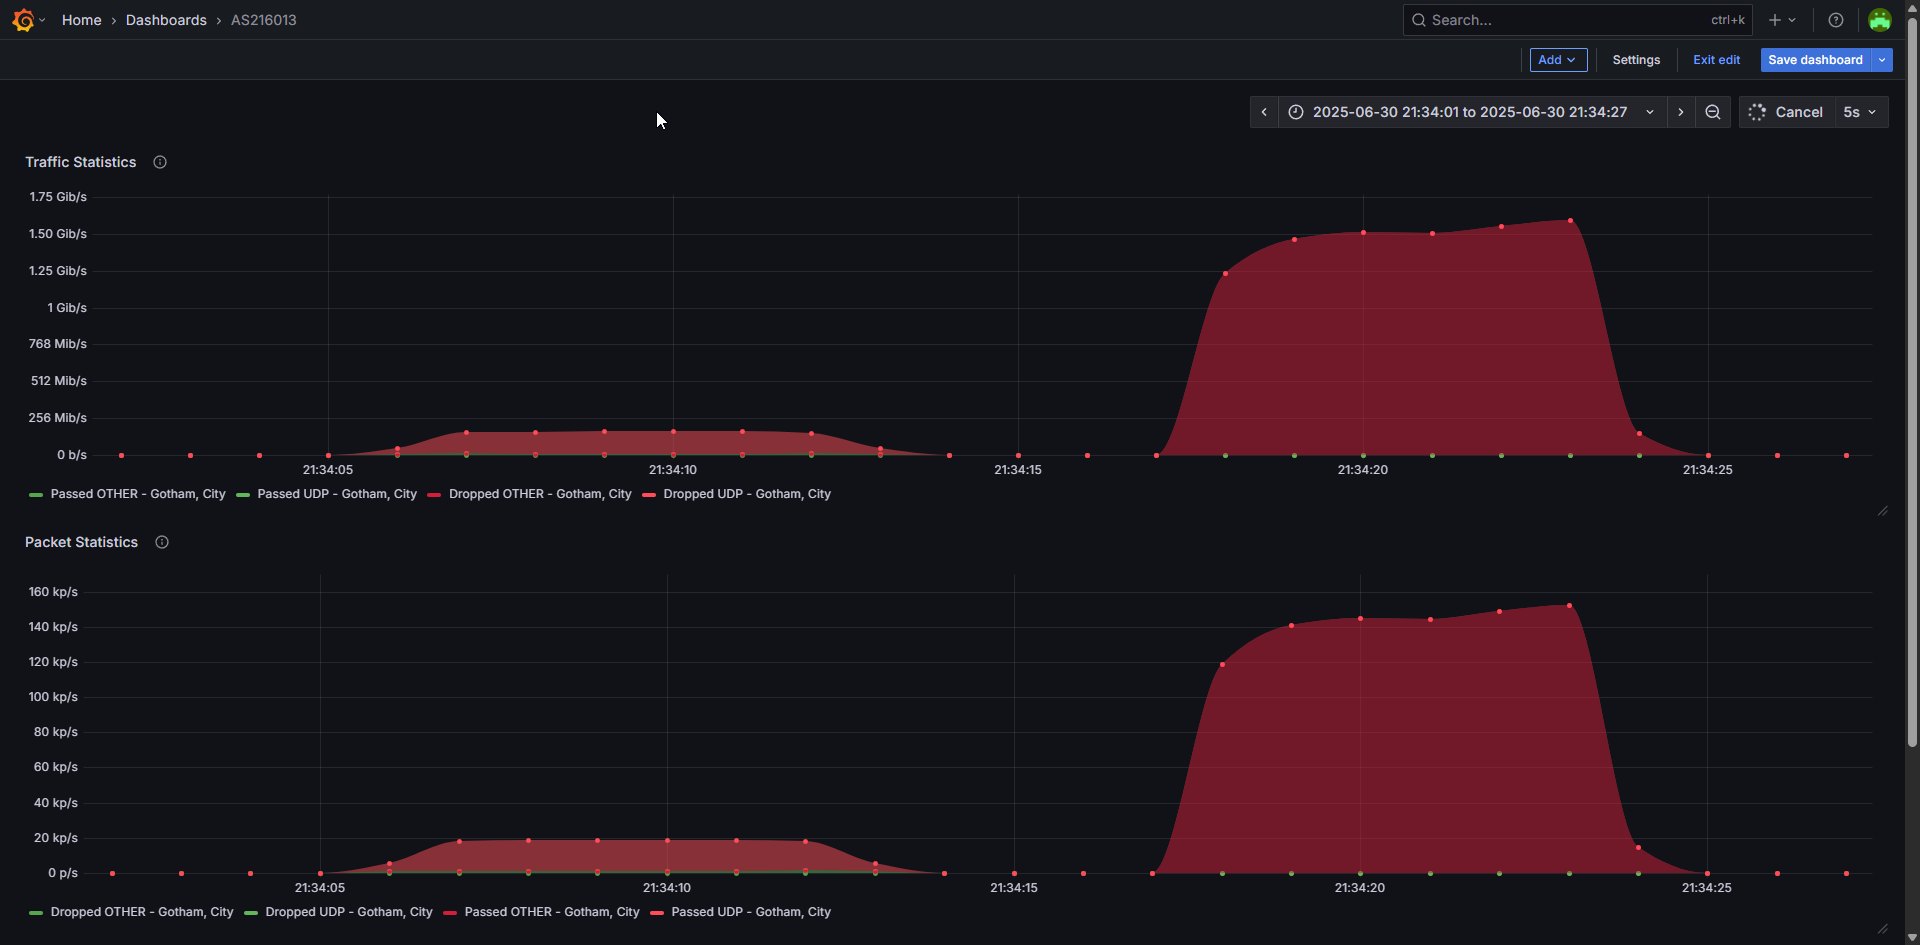 Home › Dashboards › AS216013
Search... ctrl+k
Add Settings Exit edit Save dashboard
2025-06-30 21:34:01 to 2025-06-30 21:34:27 Cancel 5s
Traffic Statistics
1.75 Gib/s
1.50 Gib/s
1.25 Gib/s
1 Gib/s
768 Mib/s
512 Mib/s
256 Mib/s
0 b/s
21:34:05 21:34:10 21:34:15 21:34:20 21:34:25
Passed OTHER - Gotham, City Passed UDP - Gotham, City Dropped OTHER - Gotham, City Dropped UDP - Gotham, City
Packet Statistics
160 kp/s
140 kp/s
120 kp/s
100 kp/s
80 kp/s
60 kp/s
40 kp/s
20 kp/s
0 p/s
21:34:05 21:34:10 21:34:15 21:34:20 21:34:25
Dropped OTHER - Gotham, City Dropped UDP - Gotham, City Passed OTHER - Gotham, City Passed UDP - Gotham, City